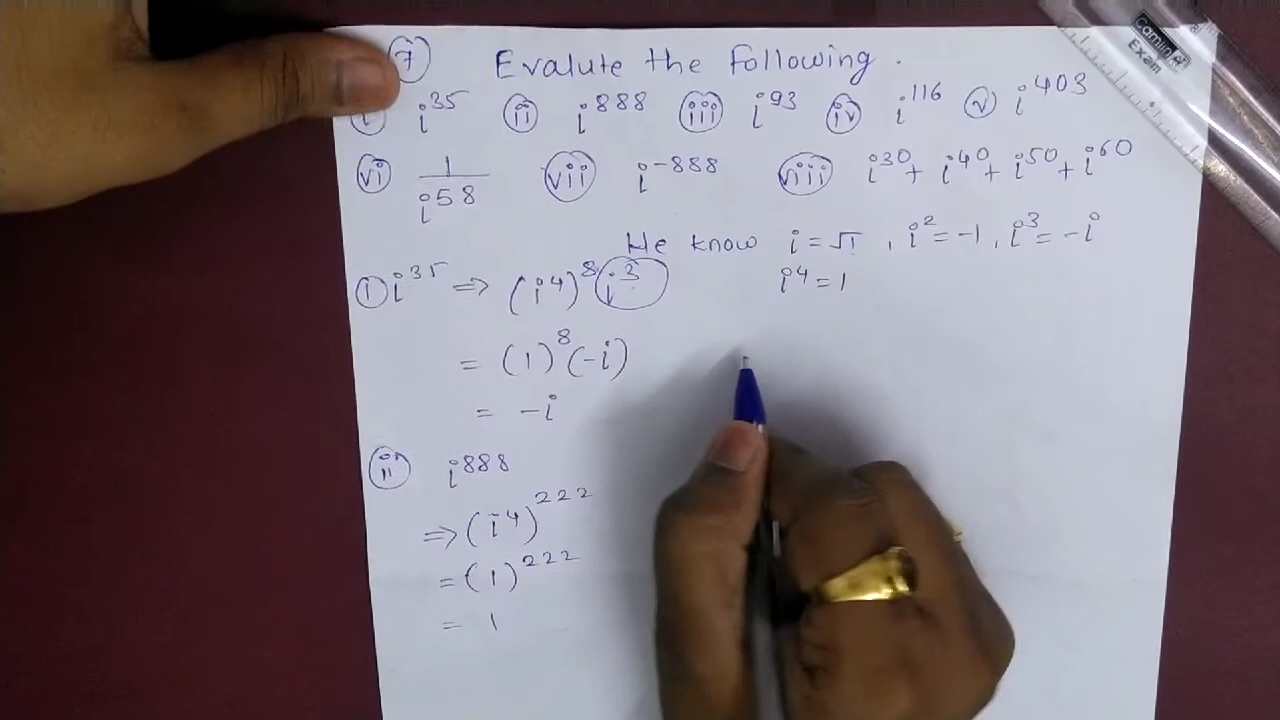 7 Evalute the following.
i i^35 ii i^888 iii i^93 iv i^116 v i^403
vi 1/i^58 vii i^-888 viii i^30 + i^40 + i^50 + i^60
We know i = √1, i^2 = -1, i^3 = -i
i^4 = 1
i i^35 ⇒ (i^4)^8 i^3
= (1)^8 (-i)
= -i
ii i^888
⇒ (i^4)^222
= (1)^222
= 1
Camlin
Exam